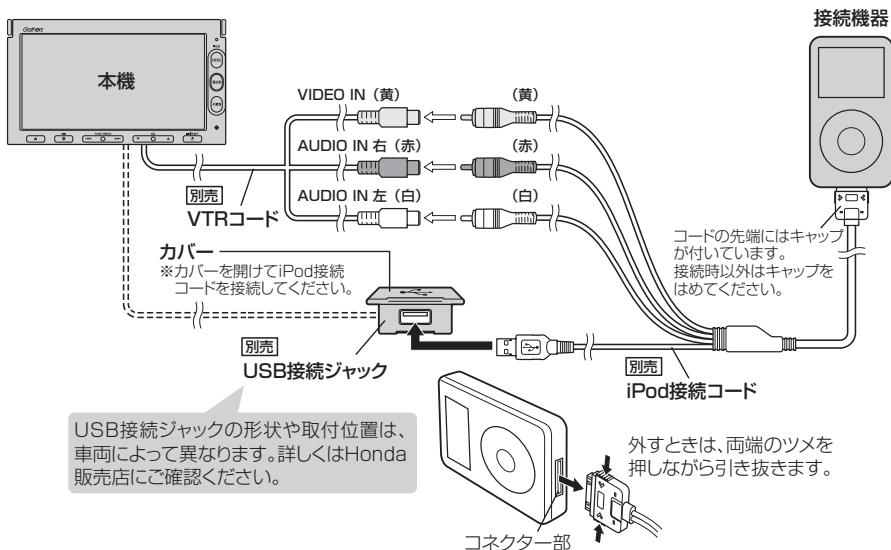 接続機器
Gathers
本機
VIDEO IN（黄）
（黄）
AUDIO IN 右（赤）
（赤）
AUDIO IN 左（白）
（白）
別売
VTRコード
カバー
※カバーを開けてiPod接続
コードを接続してください。
コードの先端にはキャップ
が付いています。
接続時以外はキャップを
はめてください。
別売
USB接続ジャック
別売
iPod接続コード
USB接続ジャックの形状や取付位置は、
車両によって異なります。詳しくはHonda
販売店にご確認ください。
外すときは、両端のツメを
押しながら引き抜きます。
コネクター部